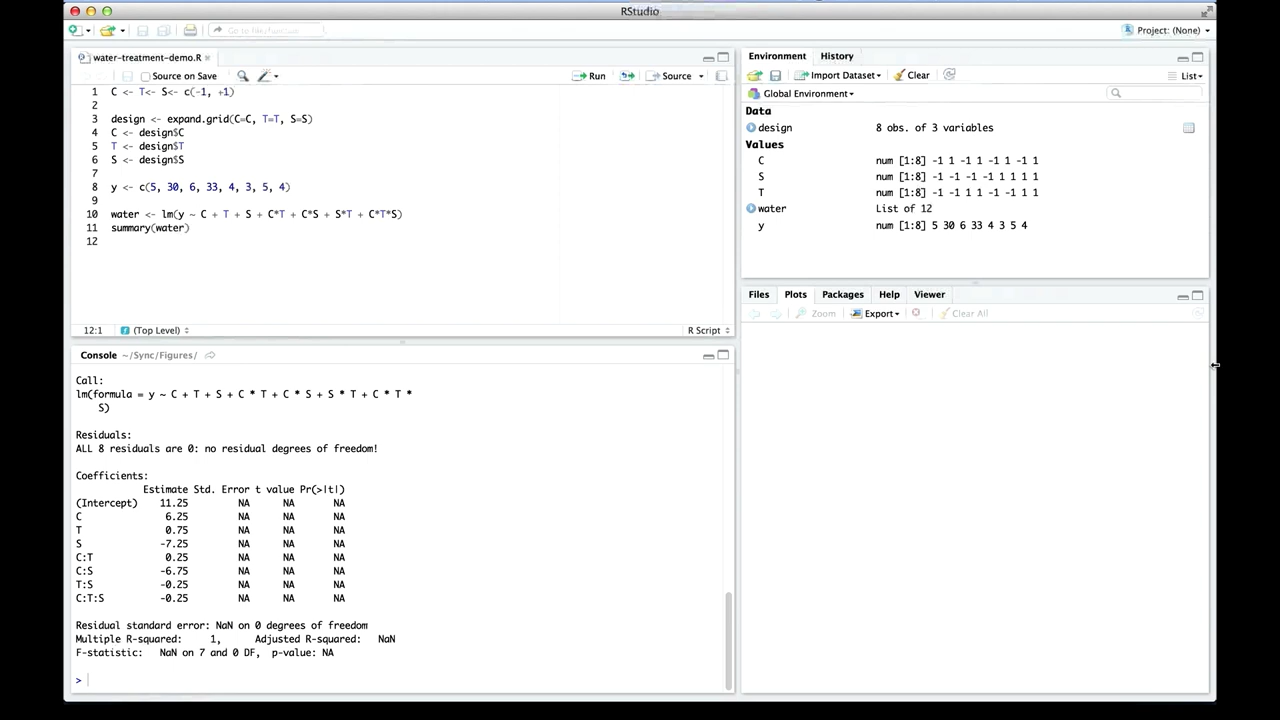 RStudio
Go to file/function
Project: (None)
water-treatment-demo.R
Source on Save
Run
Source
1 C <- T<- S<- c(-1, +1)
2
3 design <- expand.grid(C=C, T=T, S=S)
4 C <- design$C
5 T <- design$T
6 S <- design$S
7
8 y <- c(5, 30, 6, 33, 4, 3, 5, 4)
9
10 water <- lm(y ~ C + T + S + C*T + C*S + S*T + C*T*S)
11 summary(water)
12
12:1 (Top Level) R Script
Console ~/Sync/Figures/
Call:
lm(formula = y ~ C + T + S + C * T + C * S + S * T + C * T *
S)
Residuals:
ALL 8 residuals are 0: no residual degrees of freedom!
Coefficients:
Estimate Std. Error t value Pr(>|t|)
(Intercept) 11.25 NA NA NA
C 6.25 NA NA NA
T 0.75 NA NA NA
S -7.25 NA NA NA
C:T 0.25 NA NA NA
C:S -6.75 NA NA NA
T:S -0.25 NA NA NA
C:T:S -0.25 NA NA NA
Residual standard error: NaN on 0 degrees of freedom
Multiple R-squared: 1, Adjusted R-squared: NaN
F-statistic: NaN on 7 and 0 DF, p-value: NA
>
Environment History
Import Dataset Clear List
Global Environment
Data
design 8 obs. of 3 variables
Values
C num [1:8] -1 1 -1 1 -1 1 -1 1
S num [1:8] -1 -1 -1 -1 1 1 1 1
T num [1:8] -1 -1 1 1 -1 -1 1 1
water List of 12
y num [1:8] 5 30 6 33 4 3 5 4
Files Plots Packages Help Viewer
Zoom Export Clear All